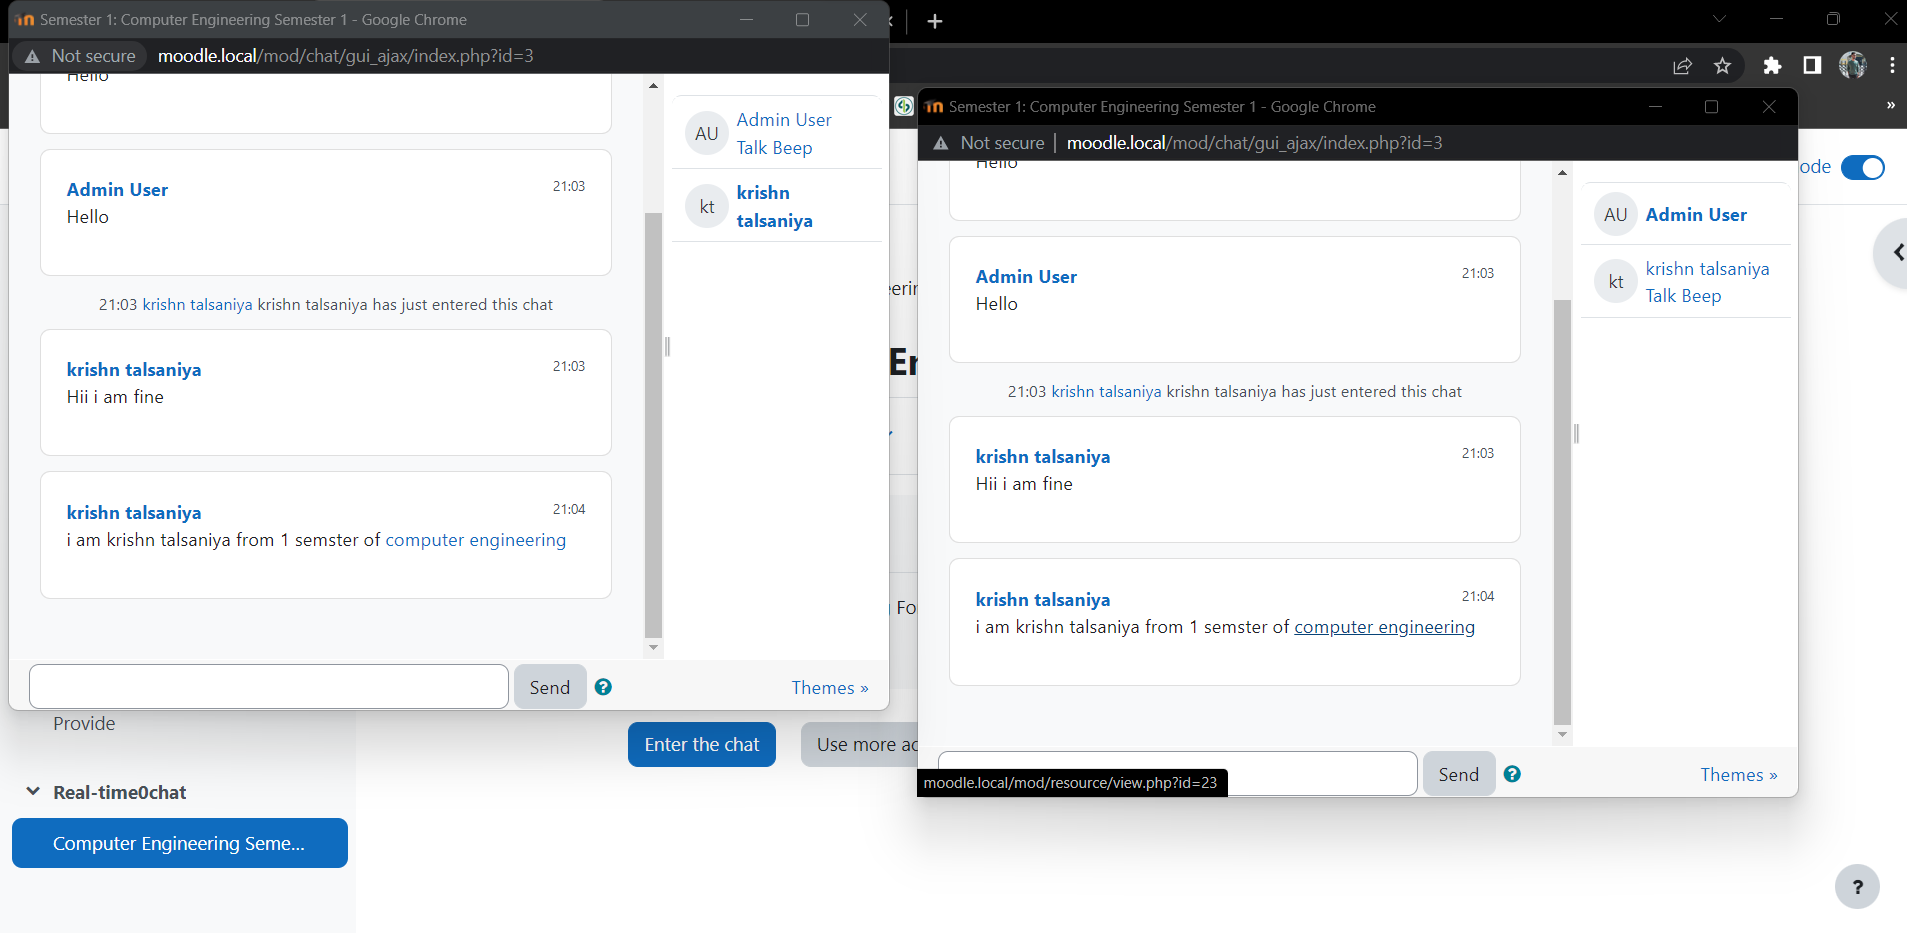 Semester 1: Computer Engineering Semester 1 - Google Chrome
Not secure moodle.local/mod/chat/gui_ajax/index.php?id=3
Hello
Admin User 21:03
Hello
21:03 krishn talsaniya krishn talsaniya has just entered this chat
krishn talsaniya 21:03
Hii i am fine
krishn talsaniya 21:04
i am krishn talsaniya from 1 semster of computer engineering
Send
Themes »
AU
Admin User
Talk Beep
kt
krishn
talsaniya
Semester 1: Computer Engineering Semester 1 - Google Chrome
Not secure moodle.local/mod/chat/gui_ajax/index.php?id=3
Hello
Admin User 21:03
Hello
21:03 krishn talsaniya krishn talsaniya has just entered this chat
krishn talsaniya 21:03
Hii i am fine
krishn talsaniya 21:04
i am krishn talsaniya from 1 semster of computer engineering
Send
Themes »
moodle.local/mod/resource/view.php?id=23
AU
Admin User
kt
krishn talsaniya
Talk Beep
ode
En
Fo
Provide
Enter the chat
Use more ac
Real-time0chat
Computer Engineering Seme...
?